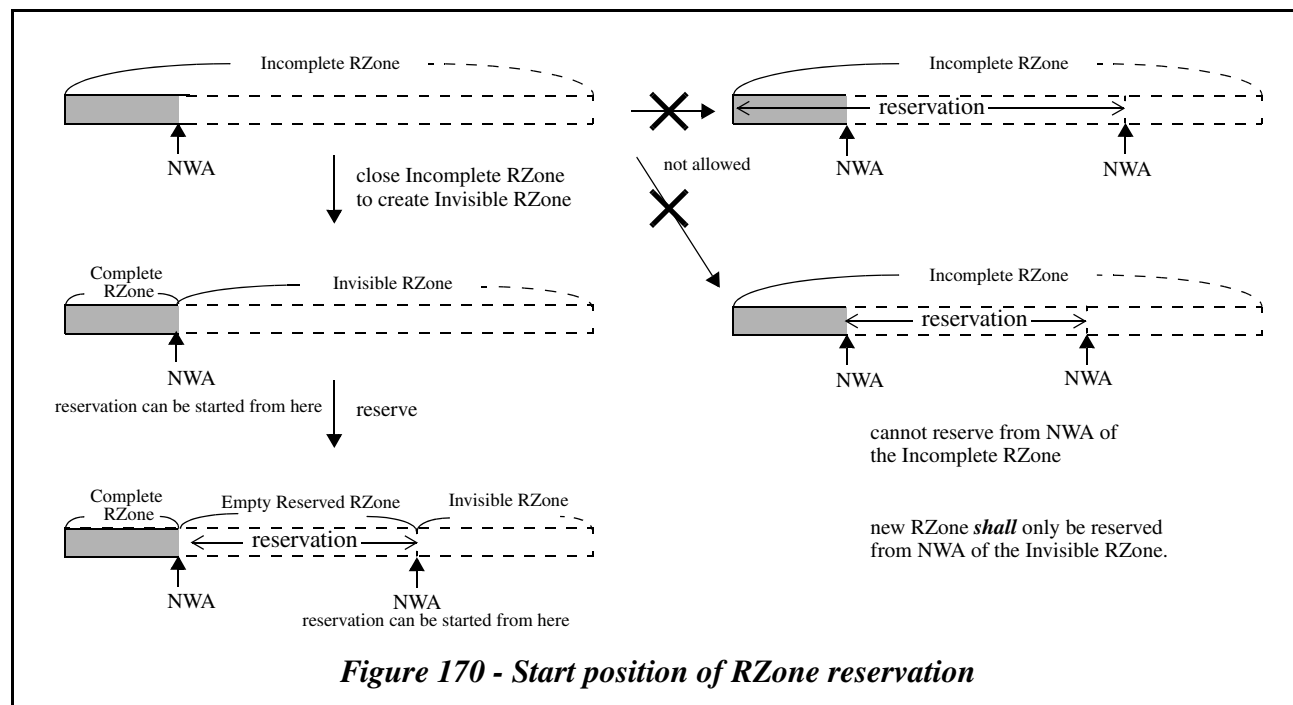 Incomplete RZone
NWA
close Incomplete RZone
to create Invisible RZone
Complete
RZone
Invisible RZone
NWA
reservation can be started from here
reserve
Complete
RZone
Empty Reserved RZone
Invisible RZone
reservation
NWA
NWA
reservation can be started from here
Incomplete RZone
reservation
not allowed
NWA
NWA
Incomplete RZone
reservation
NWA
NWA
cannot reserve from NWA of
the Incomplete RZone
new RZone shall only be reserved
from NWA of the Invisible RZone.
Figure 170 - Start position of RZone reservation